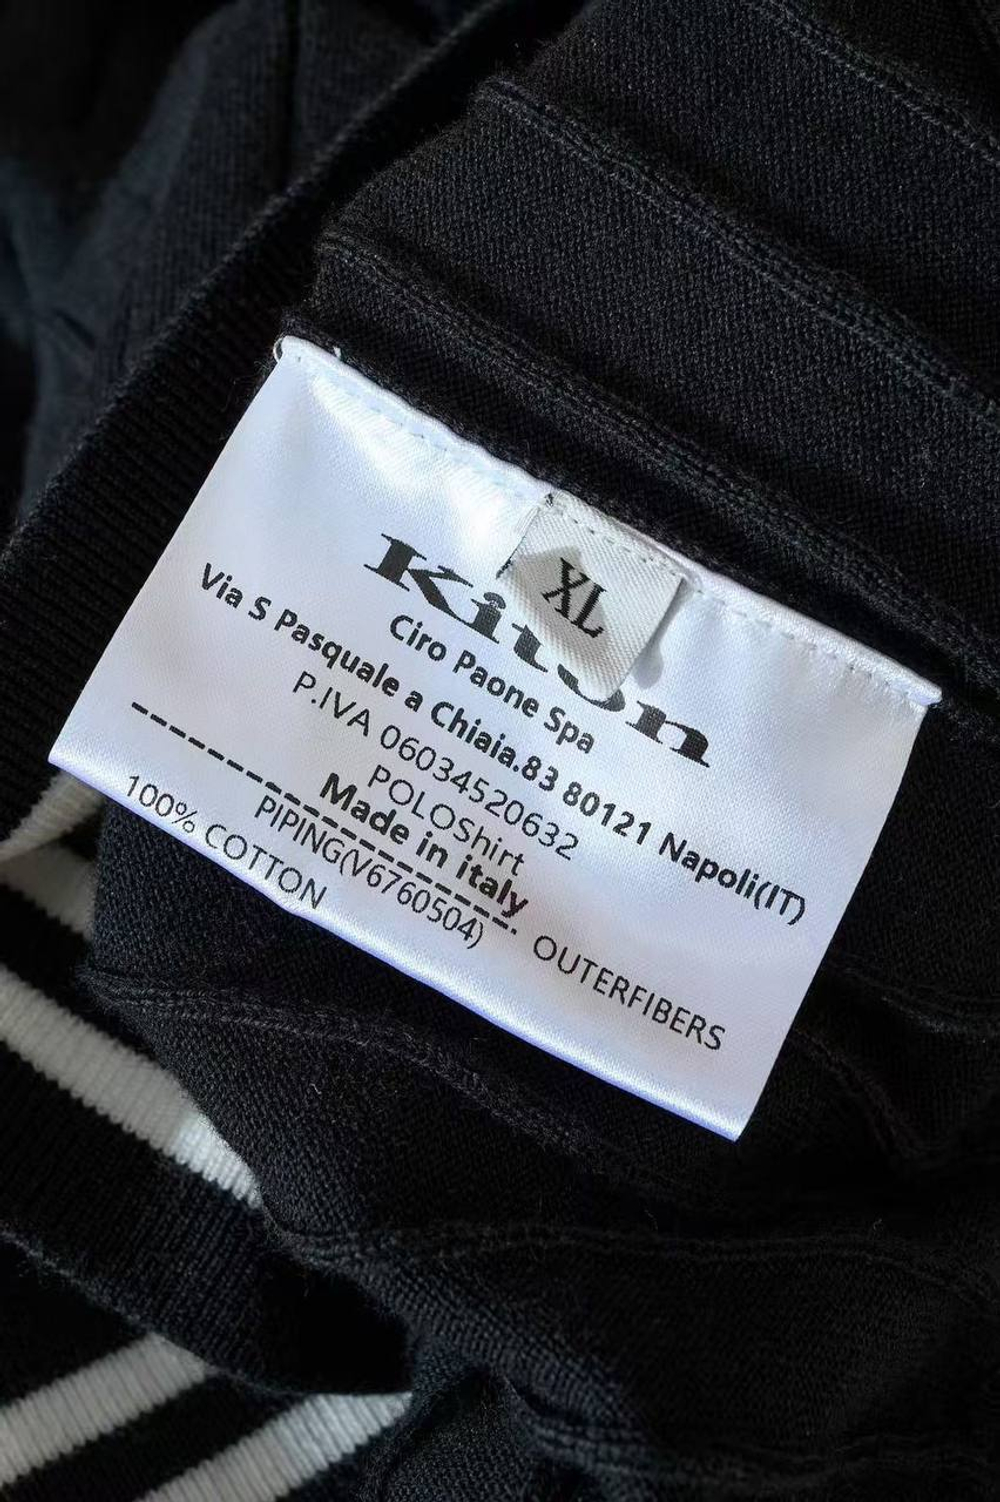 XL
Kiton
Ciro Paone Spa
Via S Pasquale a Chiaia.83 80121 Napoli(IT)
P.IVA 06034520632
POLOShirt
Made in italy
PIPING(V6760504)
100% COTTON OUTERFIBERS